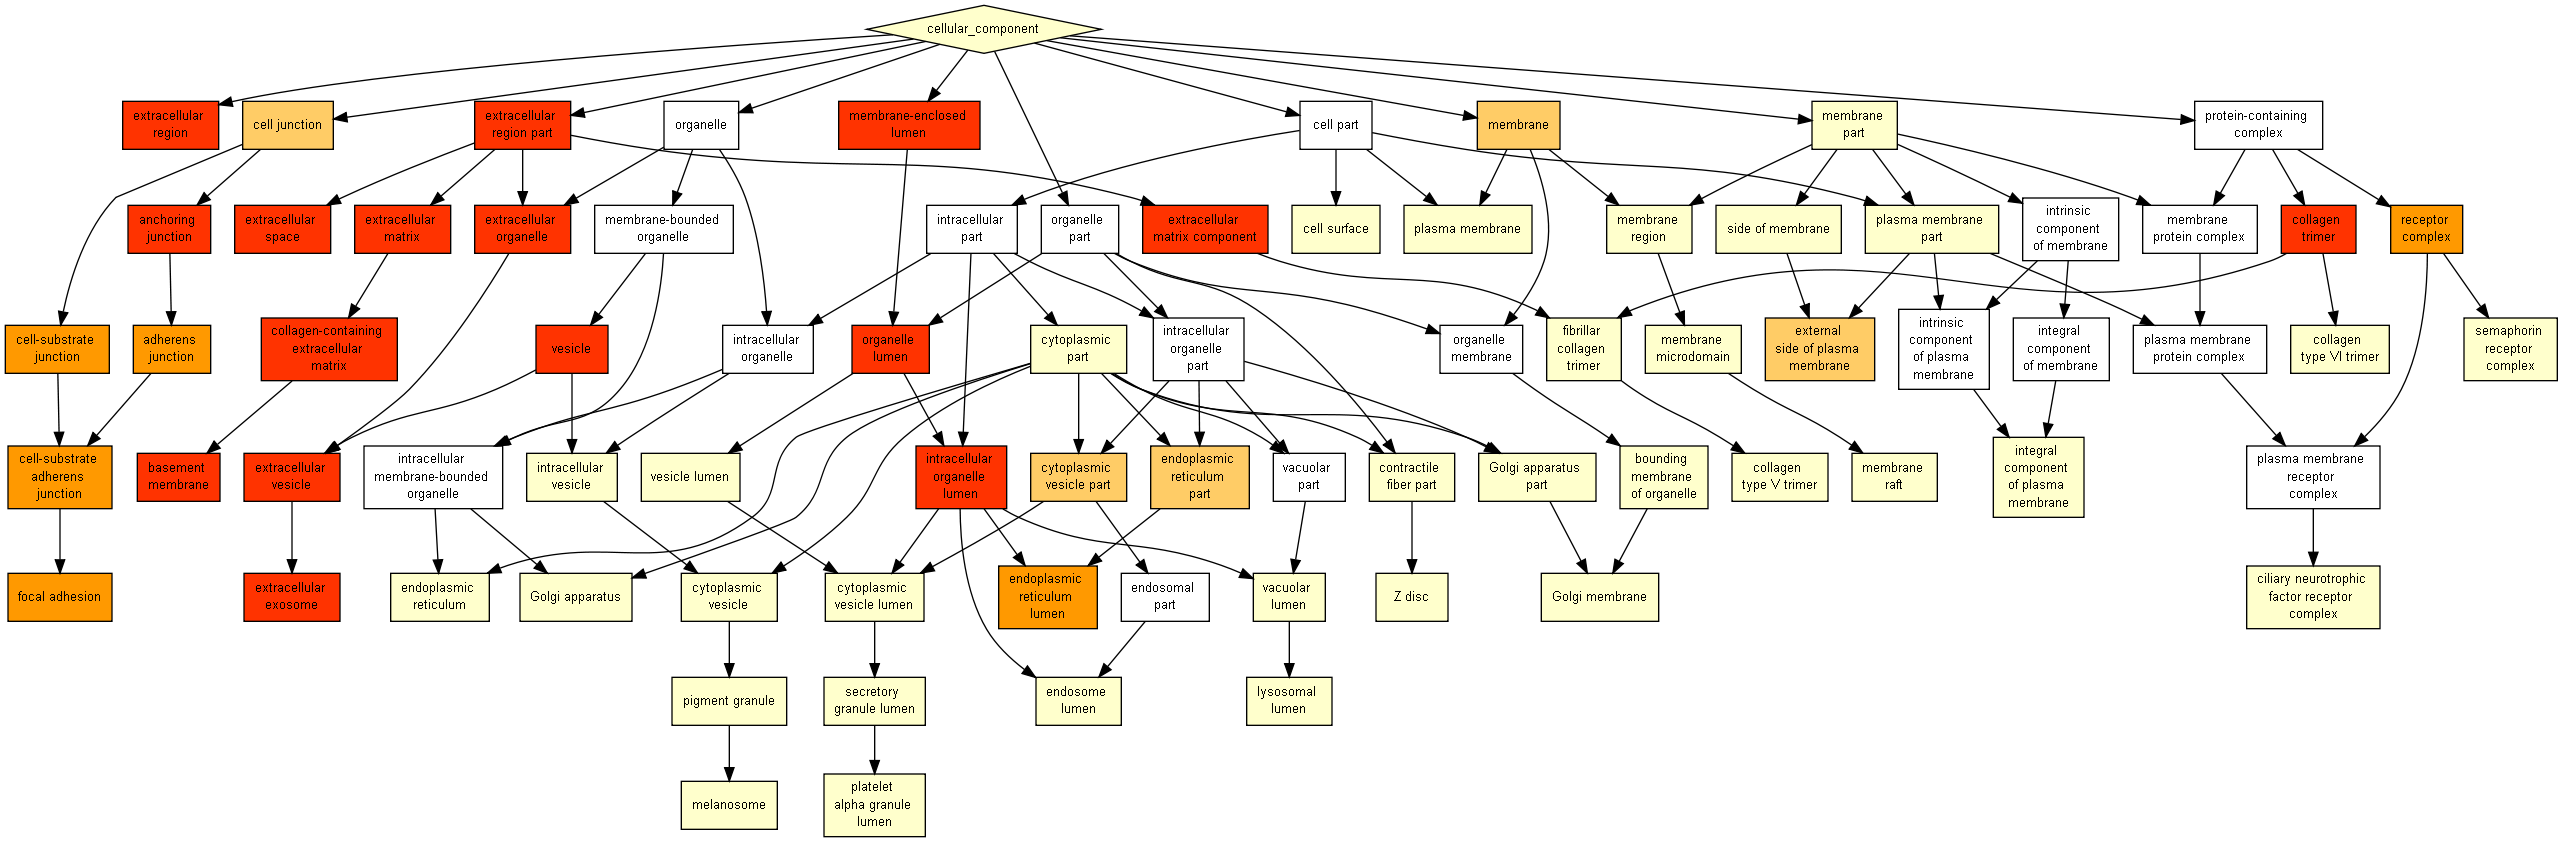 cellular_component
extracellular
region
cell junction
extracellular
region part
organelle
membrane-enclosed
lumen
cell part
membrane
membrane
part
protein-containing
complex
anchoring
junction
extracellular
space
extracellular
matrix
extracellular
organelle
membrane-bounded
organelle
intracellular
part
organelle
part
extracellular
matrix component
cell surface
plasma membrane
membrane
region
side of membrane
plasma membrane
part
intrinsic
component
of membrane
membrane
protein complex
collagen
trimer
receptor
complex
cell-substrate
junction
adherens
junction
collagen-containing
extracellular
matrix
vesicle
intracellular
organelle
organelle
lumen
cytoplasmic
part
intracellular
organelle
part
organelle
membrane
fibrillar
collagen
trimer
membrane
microdomain
external
side of plasma
membrane
intrinsic
component
of plasma
membrane
integral
component
of membrane
plasma membrane
protein complex
collagen
type VI trimer
semaphorin
receptor
complex
cell-substrate
adherens
junction
basement
membrane
extracellular
vesicle
intracellular
membrane-bounded
organelle
intracellular
vesicle
vesicle lumen
intracellular
organelle
lumen
cytoplasmic
vesicle part
endoplasmic
reticulum
part
vacuolar
part
contractile
fiber part
Golgi apparatus
part
bounding
membrane
of organelle
collagen
type V trimer
membrane
raft
integral
component
of plasma
membrane
plasma membrane
receptor
complex
focal adhesion
extracellular
exosome
endoplasmic
reticulum
Golgi apparatus
cytoplasmic
vesicle
cytoplasmic
vesicle lumen
endoplasmic
reticulum
lumen
endosomal
part
vacuolar
lumen
Z disc
Golgi membrane
ciliary neurotrophic
factor receptor
complex
pigment granule
secretory
granule lumen
endosome
lumen
lysosomal
lumen
melanosome
platelet
alpha granule
lumen